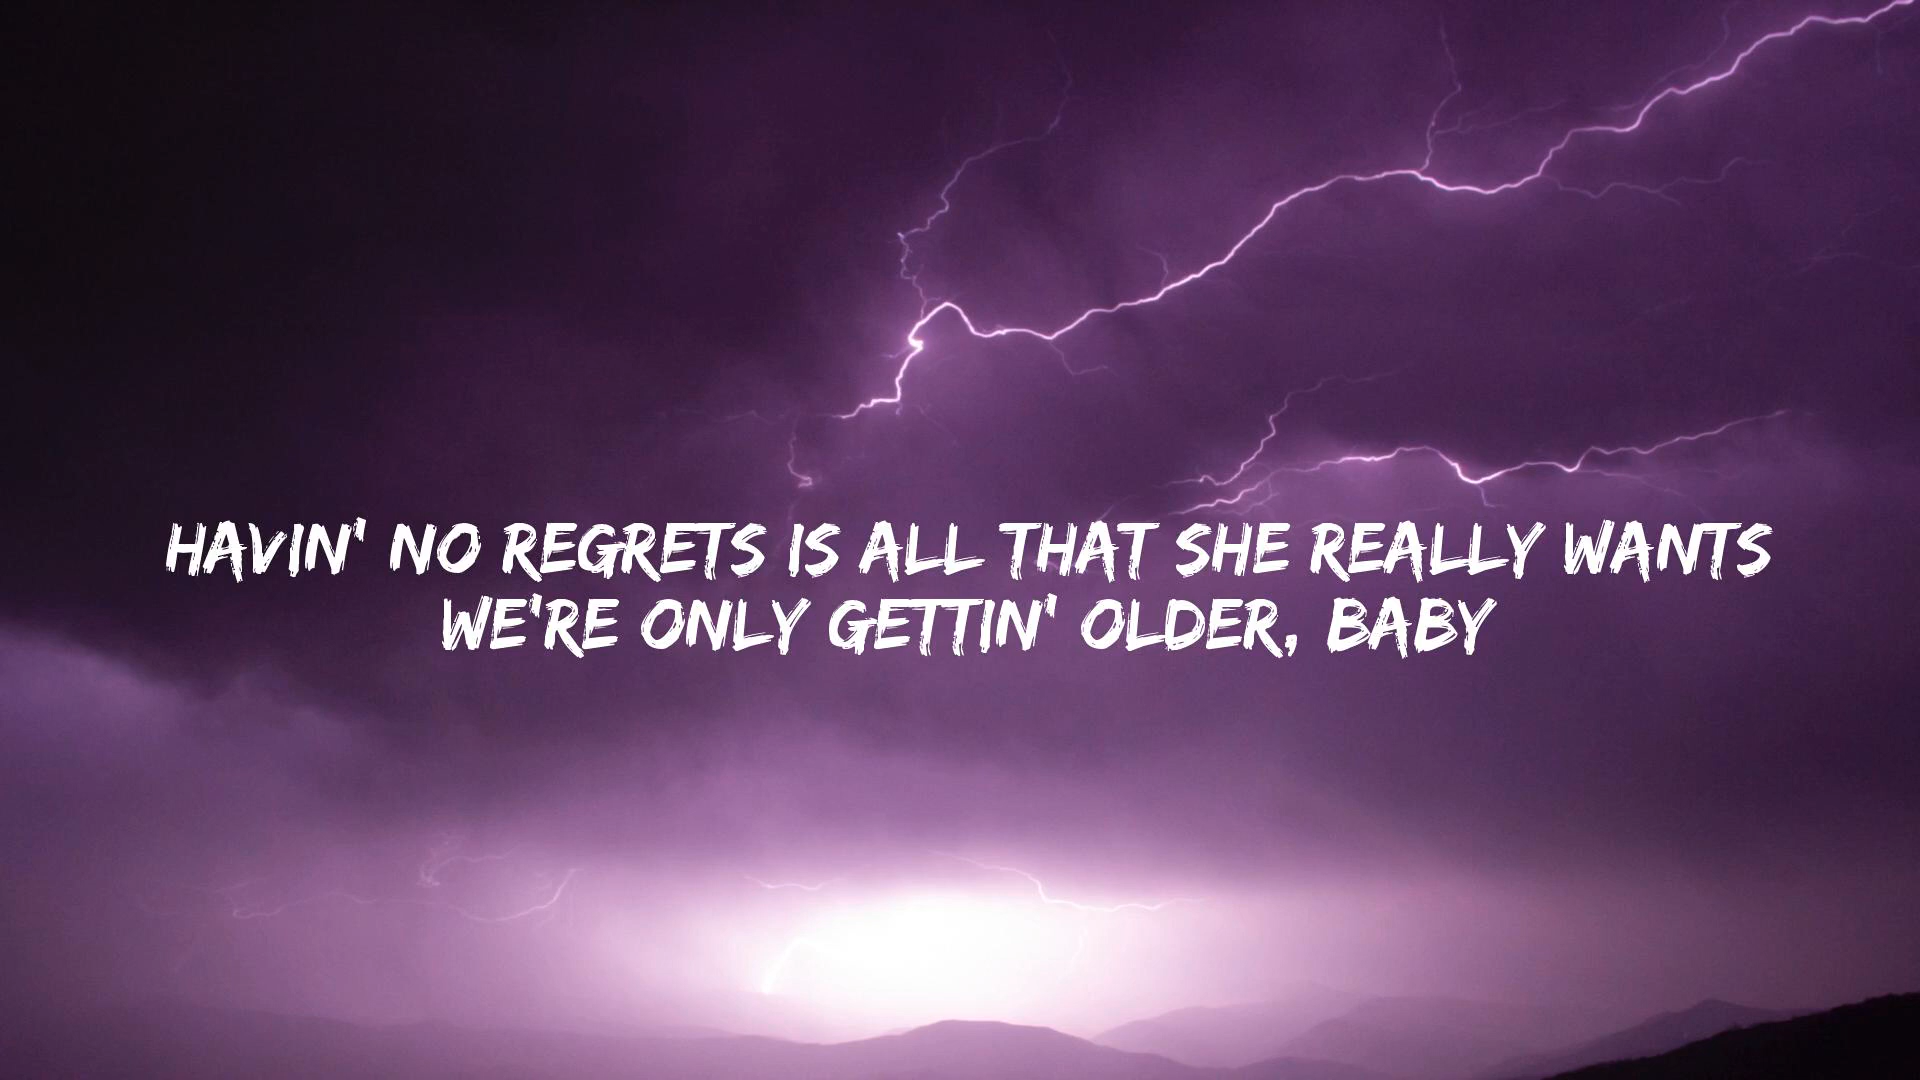 HAVIN' NO REGRETS IS ALL THAT SHE REALLY WANTS
WE'RE ONLY GETTIN' OLDER, BABY